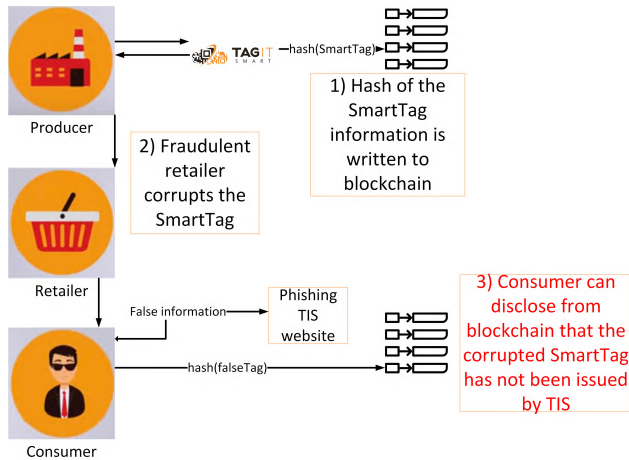 TAGIT
SMART
hash(SmartTag)
Producer
1) Hash of the
SmartTag
information is
written to
blockchain
2) Fraudulent
retailer
corrupts the
SmartTag
Retailer
False information
Phishing
TIS
website
3) Consumer can
disclose from
blockchain that the
corrupted SmartTag
has not been issued
by TIS
hash(falseTag)
Consumer